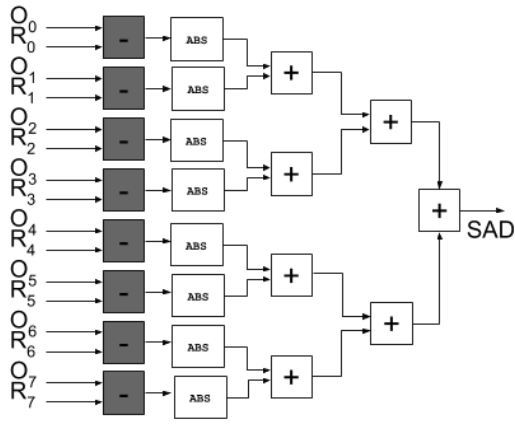 O0
R0
- ABS
O1
R1
- ABS
+
O2
R2
- ABS
O3
R3
- ABS
+
+
O4
R4
- ABS
O5
R5
- ABS
+
O6
R6
- ABS
O7
R7
- ABS
+
+
+
SAD